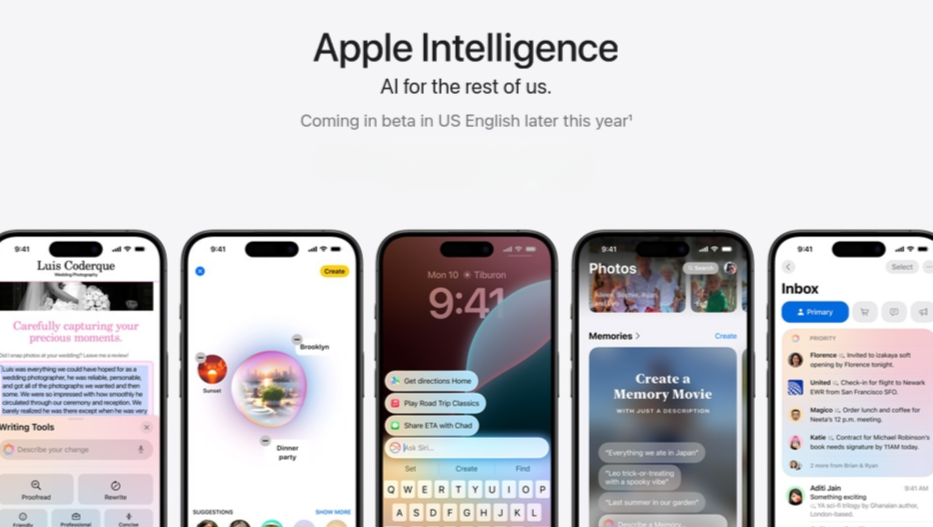 Apple Intelligence
AI for the rest of us.
Coming in beta in US English later this year¹
9:41
Luis Coderque
Wedding Photography
Carefully capturing your
precious moments.
Did I snap photos at your wedding? Leave me a review!
Luis was everything we could have hoped for as a
wedding photographer, he was reliable, personable,
and got all of the photographs we wanted and then
some. We were so impressed with how smoothly he
circulated through our ceremony and reception. We
barely realized he was there except when he was very
Writing Tools
Describe your change
Proofread
Rewrite
Friendly
Professional
Concise
9:41
Create
Brooklyn
Sunset
Dinner
party
SUGGESTIONS
SHOW MORE
Mon 10 Tiburon
9:41
Get directions Home
Play Road Trip Classics
Share ETA with Chad
Ask Siri...
Set Create Find
Q W E R T Y U I O P
A S D F G H J K L
9:41
Photos
Search
Memories >
Create
Create a
Memory Movie
WITH JUST A DESCRIPTION
"Everything we ate in Japan"
"Leo trick-or-treating
with a spooky vibe"
"Last summer in our garden"
Describe a Memory...
9:41
Select
Inbox
Primary
PRIORITY
Florence Invited to izakaya soft
opening by Florence.
United Check-in for flight to Newark
EWR from San Francisco SFO.
Magico Order lunch and coffee for
Neeta's 12 p.m. meeting.
Katie Contract for Michael Robinson's
book needs signature by 11AM today.
2 more from Brian & Ryan
Aditi Jain 9:41 AM
Something exciting
YA sci-fi trilogy by Ghanaian author,
London-based.